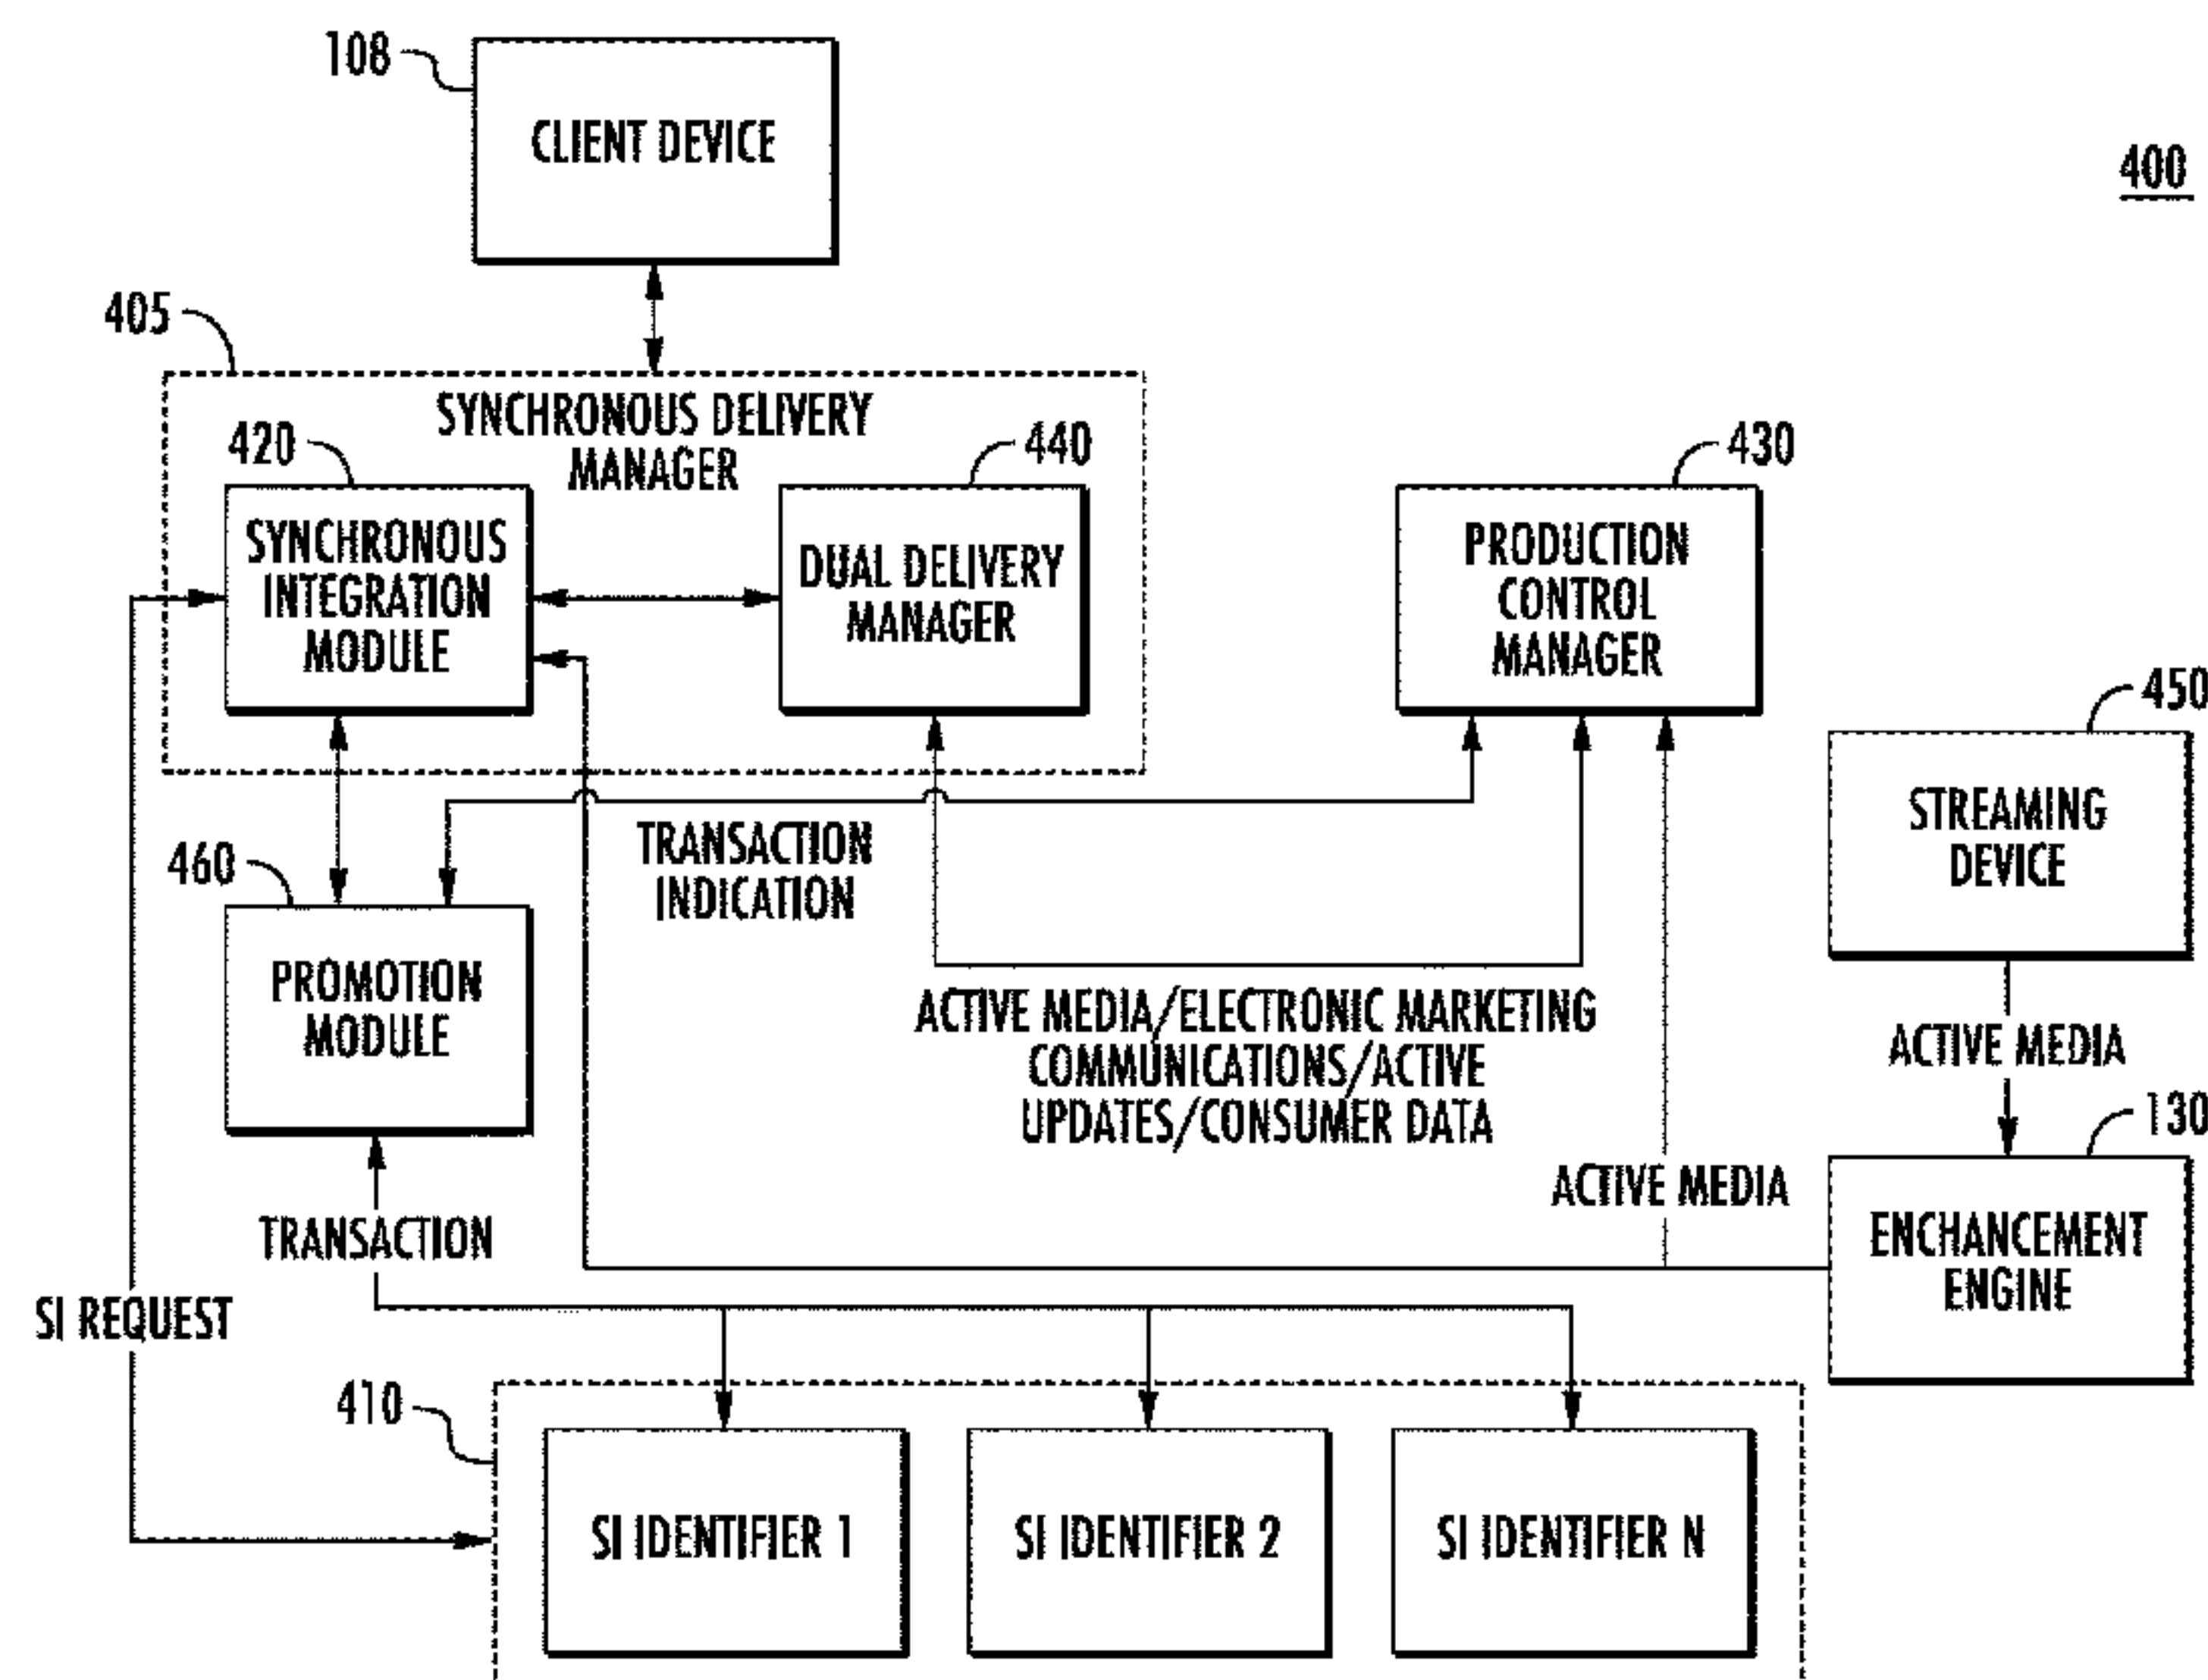 108
CLIENT DEVICE
400
405
SYNCHRONOUS DELIVERY
MANAGER
420
440
430
SYNCHRONOUS
INTEGRATION
MODULE
DUAL DELIVERY
MANAGER
PRODUCTION
CONTROL
MANAGER
450
STREAMING
DEVICE
460
TRANSACTION
INDICATION
PROMOTION
MODULE
ACTIVE MEDIA/ELECTRONIC MARKETING
COMMUNICATIONS/ACTIVE
UPDATES/CONSUMER DATA
ACTIVE MEDIA
130
ACTIVE MEDIA
ENCHANCEMENT
ENGINE
TRANSACTION
SI REQUEST
410
SI IDENTIFIER 1
SI IDENTIFIER 2
SI IDENTIFIER N